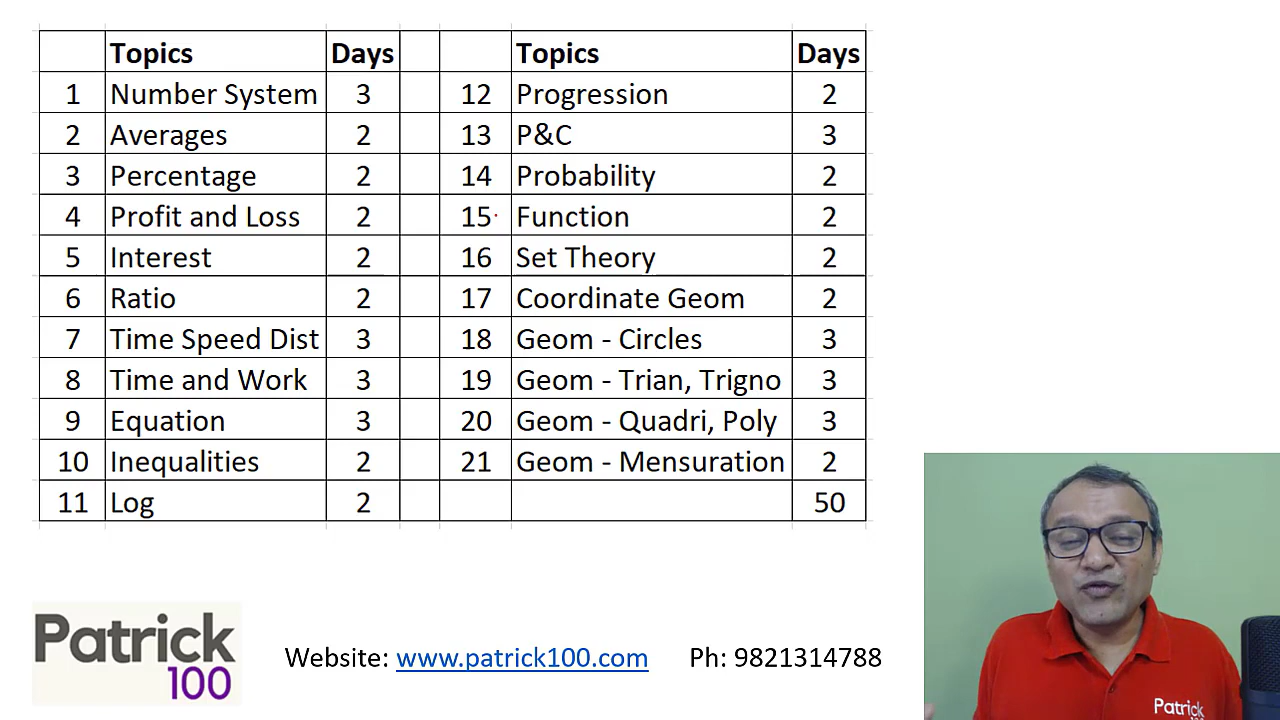 Topics Days Topics Days
1 Number System 3 12 Progression 2
2 Averages 2 13 P&C 3
3 Percentage 2 14 Probability 2
4 Profit and Loss 2 15 Function 2
5 Interest 2 16 Set Theory 2
6 Ratio 2 17 Coordinate Geom 2
7 Time Speed Dist 3 18 Geom - Circles 3
8 Time and Work 3 19 Geom - Trian, Trigno 3
9 Equation 3 20 Geom - Quadri, Poly 3
10 Inequalities 2 21 Geom - Mensuration 2
11 Log 2 50
Patrick
100
Website: www.patrick100.com Ph: 9821314788
Patrick
100